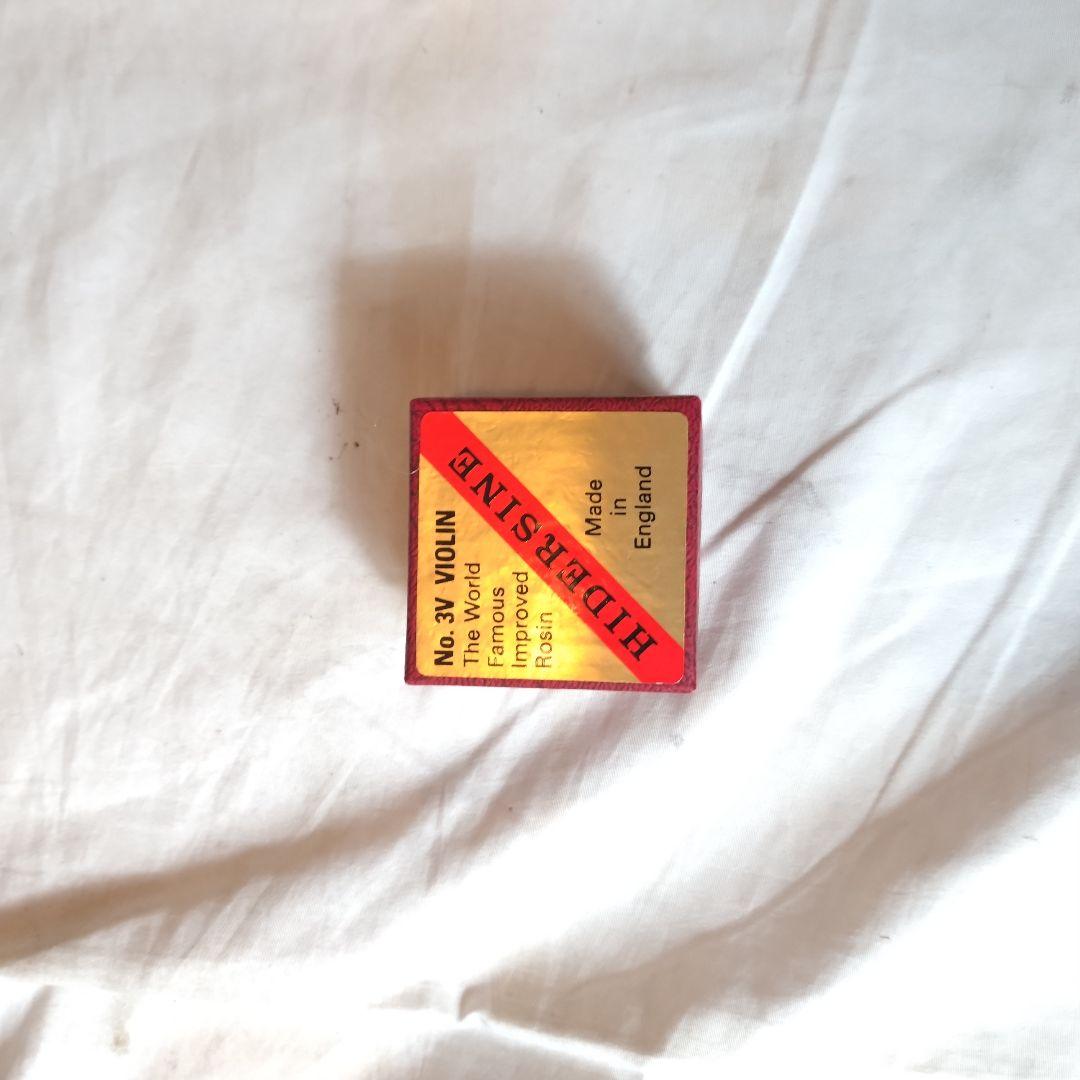 No. 3V VIOLIN
The World
Famous
Improved
Rosin
HIDERSINE
Made
in
England